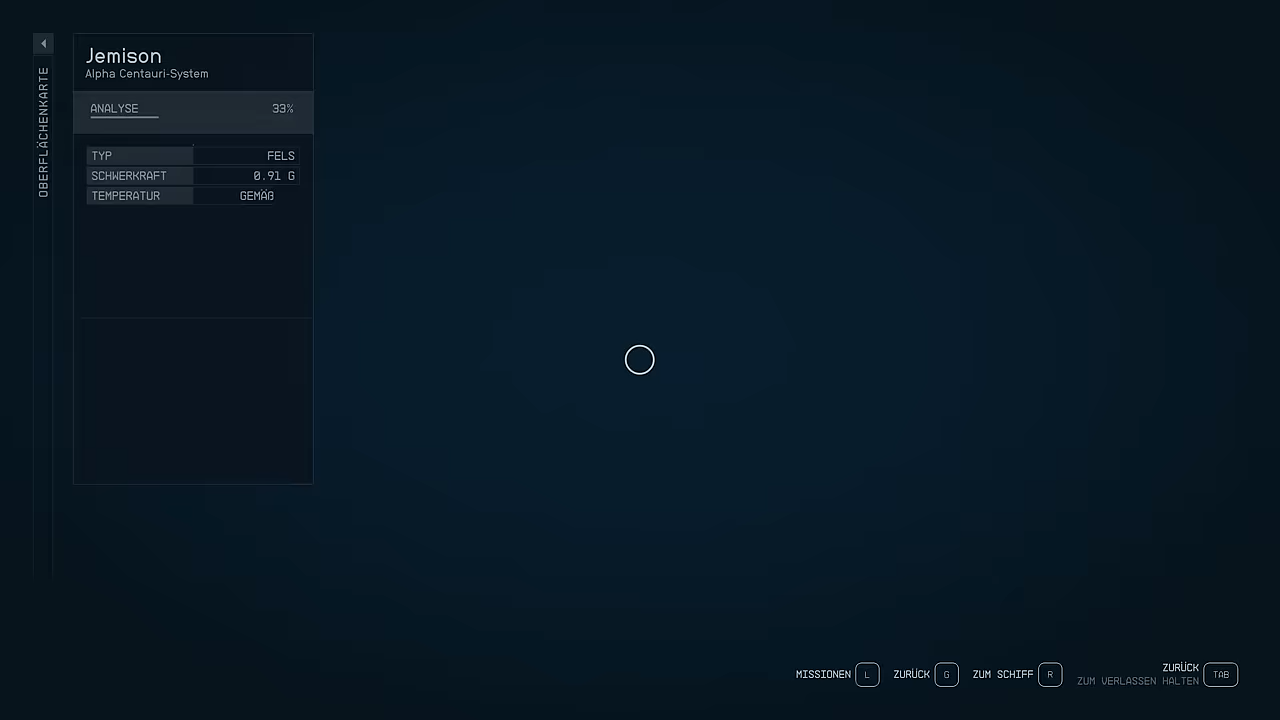 Jemison
Alpha Centauri-System
OBERFLÄCHENKARTE
ANALYSE 33%
TYP FELS
SCHWERKRAFT 0.91 G
TEMPERATUR GEMÄß
MISSIONEN L ZURÜCK G ZUM SCHIFF R ZURÜCK TAB
ZUM VERLASSEN HALTEN